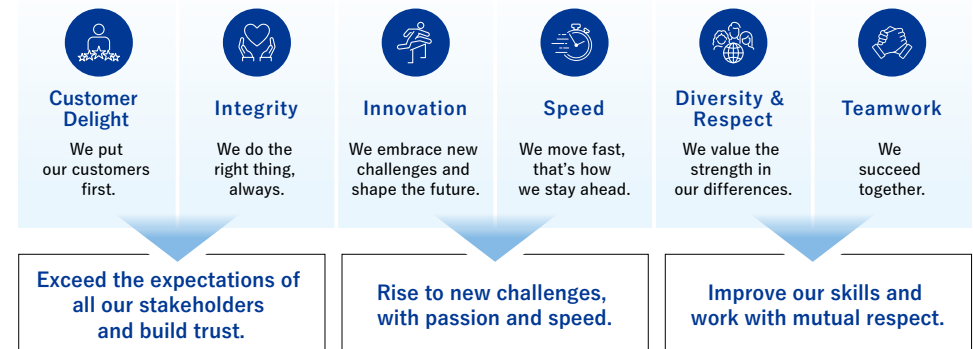 Customer
Delight
We put
our customers
first.
Integrity
We do the
right thing,
always.
Innovation
We embrace new
challenges and
shape the future.
Speed
We move fast,
that's how
we stay ahead.
Diversity &
Respect
We value the
strength in
our differences.
Teamwork
We
succeed
together.
Exceed the expectations of
all our stakeholders
and build trust.
Rise to new challenges,
with passion and speed.
Improve our skills and
work with mutual respect.